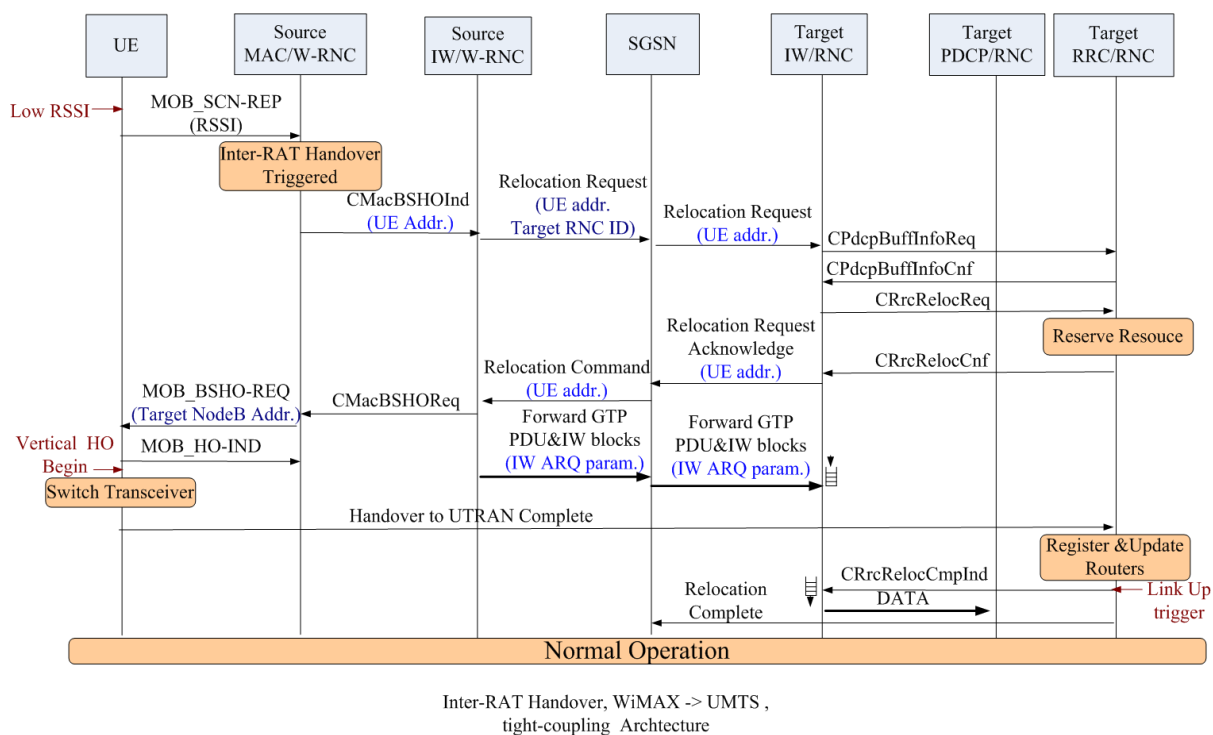 UE
Source
MAC/W-RNC
Source
IW/W-RNC
SGSN
Target
IW/RNC
Target
PDCP/RNC
Target
RRC/RNC
Low RSSI
MOB_SCN-REP
(RSSI)
Inter-RAT Handover
Triggered
CMacBSHOInd
(UE Addr.)
Relocation Request
(UE addr.
Target RNC ID)
Relocation Request
(UE addr.)
CPdcpBuffInfoReq
CPdcpBuffInfoCnf
CRrcRelocReq
Reserve Resouce
Relocation Request
Acknowledge
(UE addr.)
CRrcRelocCnf
Relocation Command
(UE addr.)
CMacBSHOReq
MOB_BSHO-REQ
(Target NodeB Addr.)
Forward GTP
PDU&IW blocks
(IW ARQ param.)
Forward GTP
PDU&IW blocks
(IW ARQ param.)
Vertical HO
Begin
MOB_HO-IND
Switch Transceiver
Handover to UTRAN Complete
Register &Update
Routers
CRrcRelocCmpInd
Link Up
trigger
DATA
Relocation
Complete
Normal Operation
Inter-RAT Handover, WiMAX -> UMTS ,
tight-coupling Archtecture